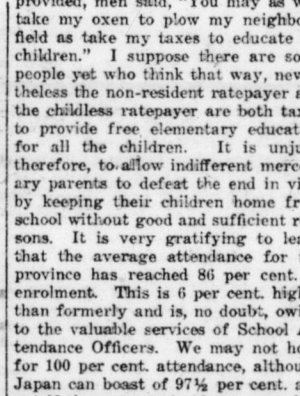 provided, men said, "You may as w
take my oxen to plow my neighbo
field as take my taxes to educate
children." I suppose there are so
people yet who think that way, nev
theless the non-resident ratepayer a
the childless ratepayer are both tax
to provide free elementary educat
for all the children. It is unju
therefore, to allow indifferent merc
ary parents to defeat the end in vi
by keeping their children home fr
school without good and sufficient r
sons. It is very gratifying to lea
that the average attendance for
province has reached 86 per cent.
enrolment. This is 6 per cent. high
than formerly and is, no doubt, owi
to the valuable services of School A
tendance Officers. We may not ho
for 100 per cent. attendance, althou
Japan can boast of 97½ per cent. a